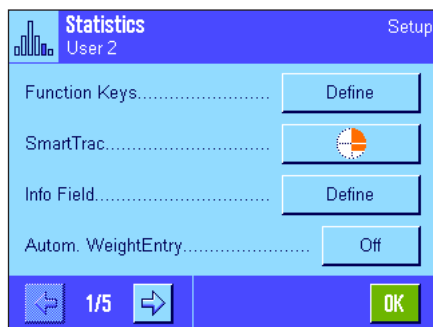 Statistics
Setup
User 2
Function Keys........................ Define
SmartTrac.............................
Info Field............................... Define
Autom. WeightEntry...................... Off
1/5
OK